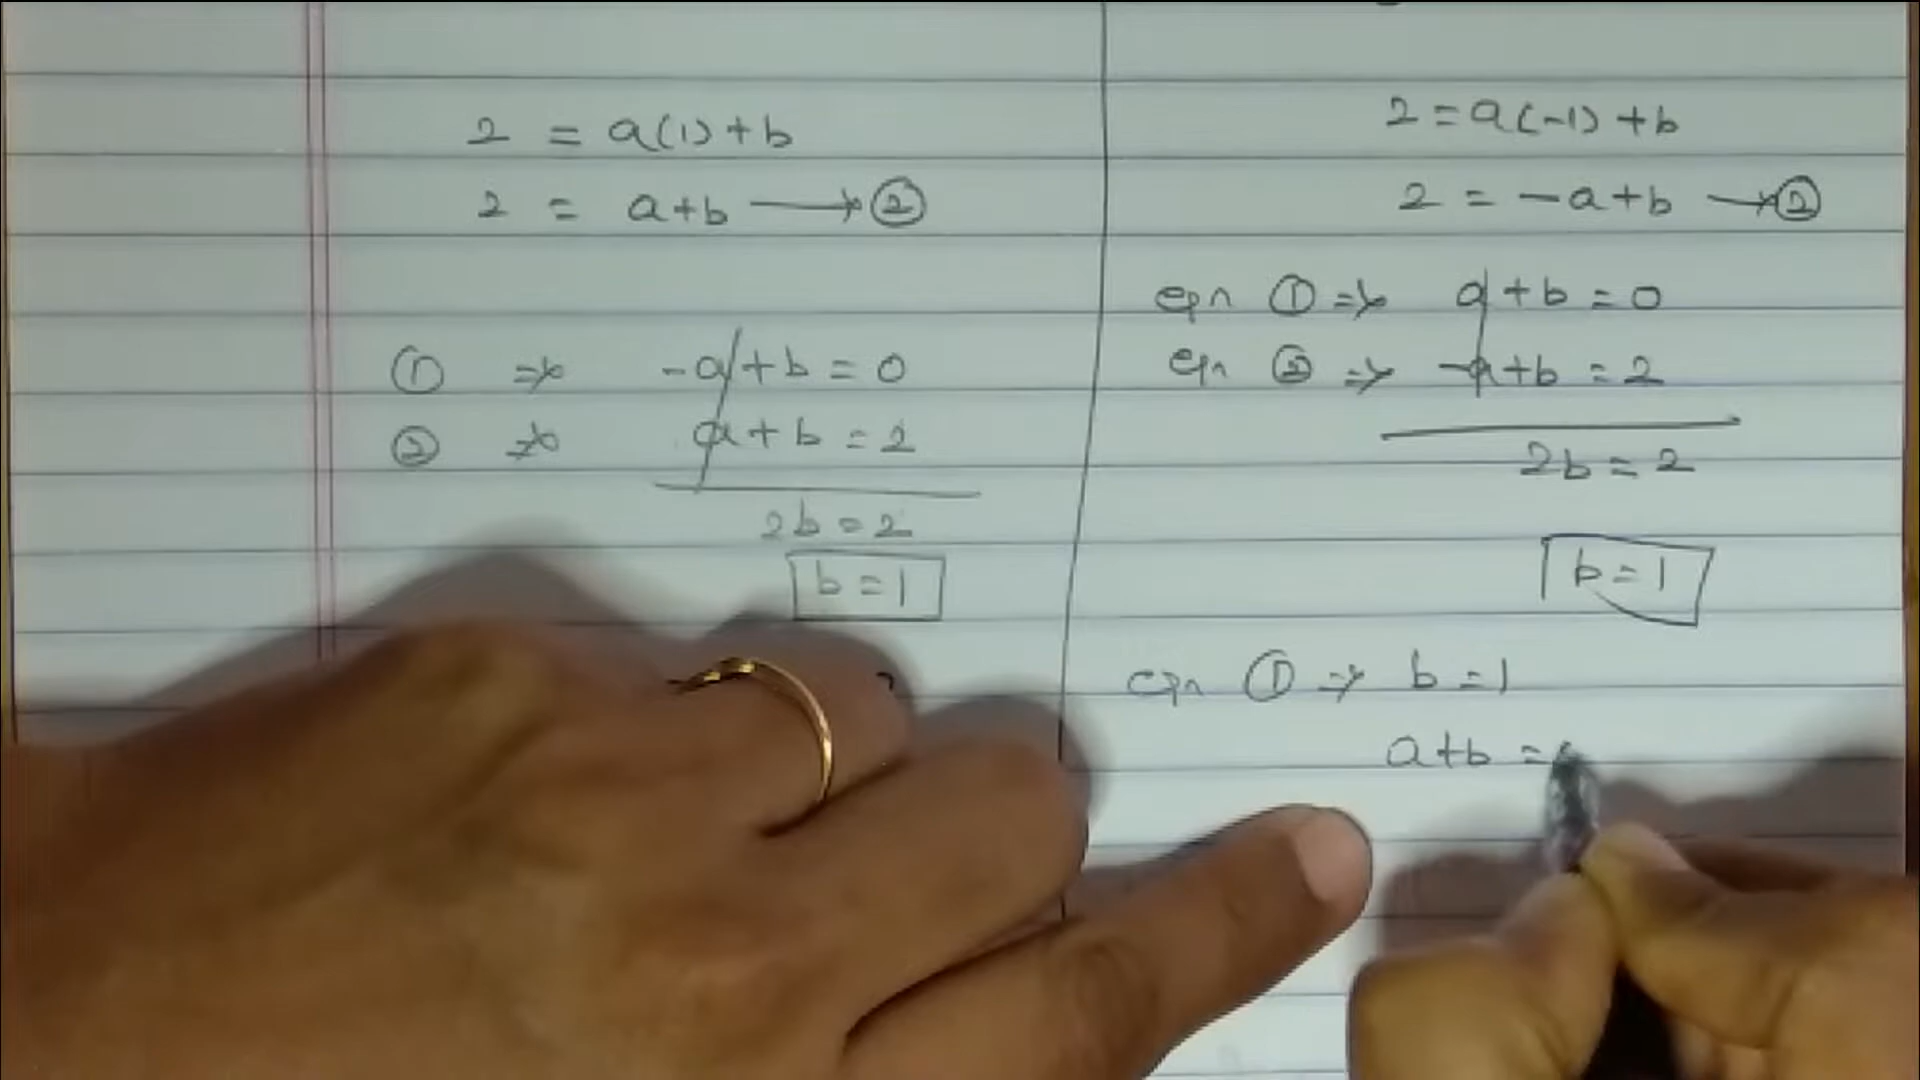 2 = a(1)+b
2 = a+b → ②
① ⇒ -a+b=0
② ⇒ a+b=2
2b=2
b=1
2=a(-1)+b
2 = -a+b → ②
eqn ① ⇒ a+b=0
eqn ② ⇒ -a+b=2
2b=2
b=1
eqn ① ⇒ b=1
a+b =